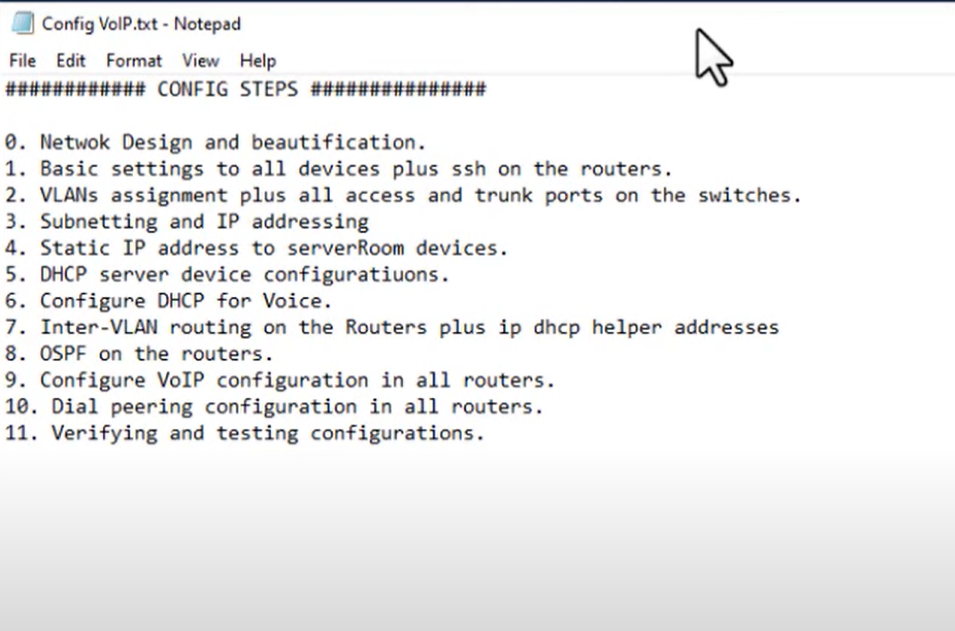 Config VoIP.txt - Notepad
File Edit Format View Help
############ CONFIG STEPS ###############
0. Netwok Design and beautification.
1. Basic settings to all devices plus ssh on the routers.
2. VLANs assignment plus all access and trunk ports on the switches.
3. Subnetting and IP addressing
4. Static IP address to serverRoom devices.
5. DHCP server device configuratiuons.
6. Configure DHCP for Voice.
7. Inter-VLAN routing on the Routers plus ip dhcp helper addresses
8. OSPF on the routers.
9. Configure VoIP configuration in all routers.
10. Dial peering configuration in all routers.
11. Verifying and testing configurations.